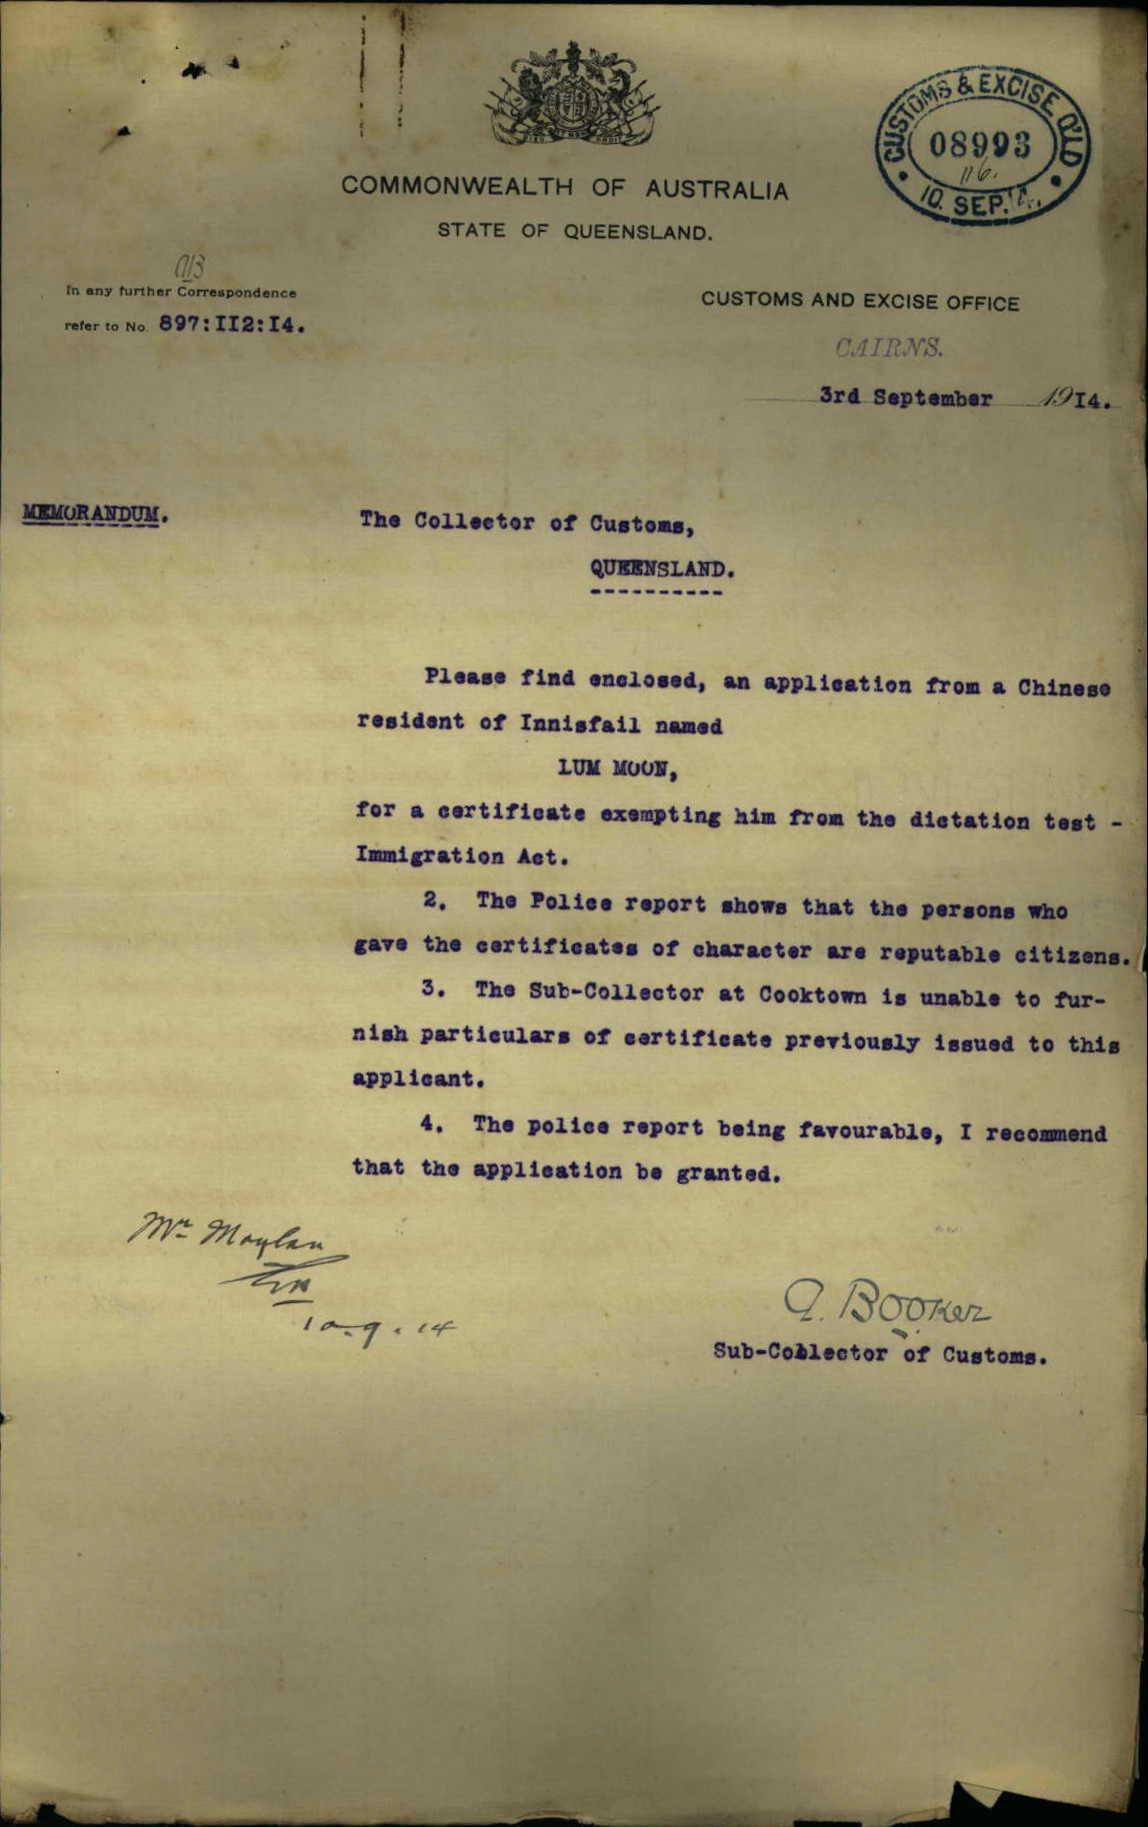 COMMONWEALTH OF AUSTRALIA
STATE OF QUEENSLAND.
CUSTOMS & EXCISE Q'LD
08993
10. SEP.
In any further Correspondence
refer to No. 897:II2:I4.
CUSTOMS AND EXCISE OFFICE
CAIRNS.
3rd September 19I4.
MEMORANDUM.
The Collector of Customs,
QUEENSLAND.
----------
Please find enclosed, an application from a Chinese
resident of Innisfail named
LUM MOON,
for a certificate exempting him from the dictation test -
Immigration Act.
2. The Police report shows that the persons who
gave the certificates of character are reputable citizens.
3. The Sub-Collector at Cooktown is unable to fur-
nish particulars of certificate previously issued to this
applicant.
4. The police report being favourable, I recommend
that the application be granted.
Mr Moylan
10.9.14
A. Booker
Sub-Collector of Customs.